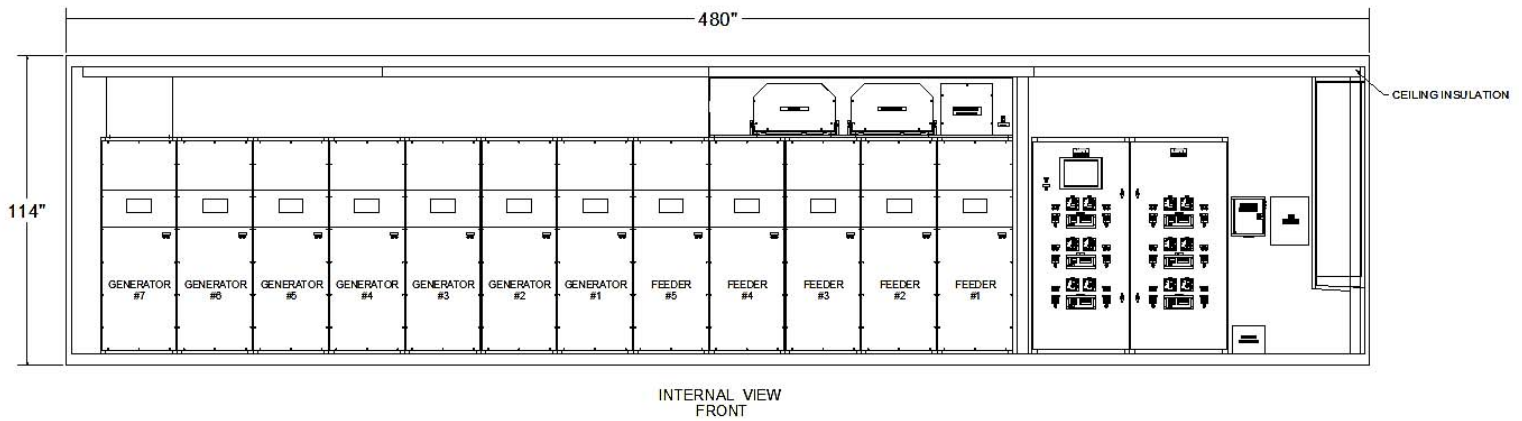 480"
CEILING INSULATION
114"
GENERATOR
#7
GENERATOR
#6
GENERATOR
#5
GENERATOR
#4
GENERATOR
#3
GENERATOR
#2
GENERATOR
#1
FEEDER
#5
FEEDER
#4
FEEDER
#3
FEEDER
#2
FEEDER
#1
INTERNAL VIEW
FRONT